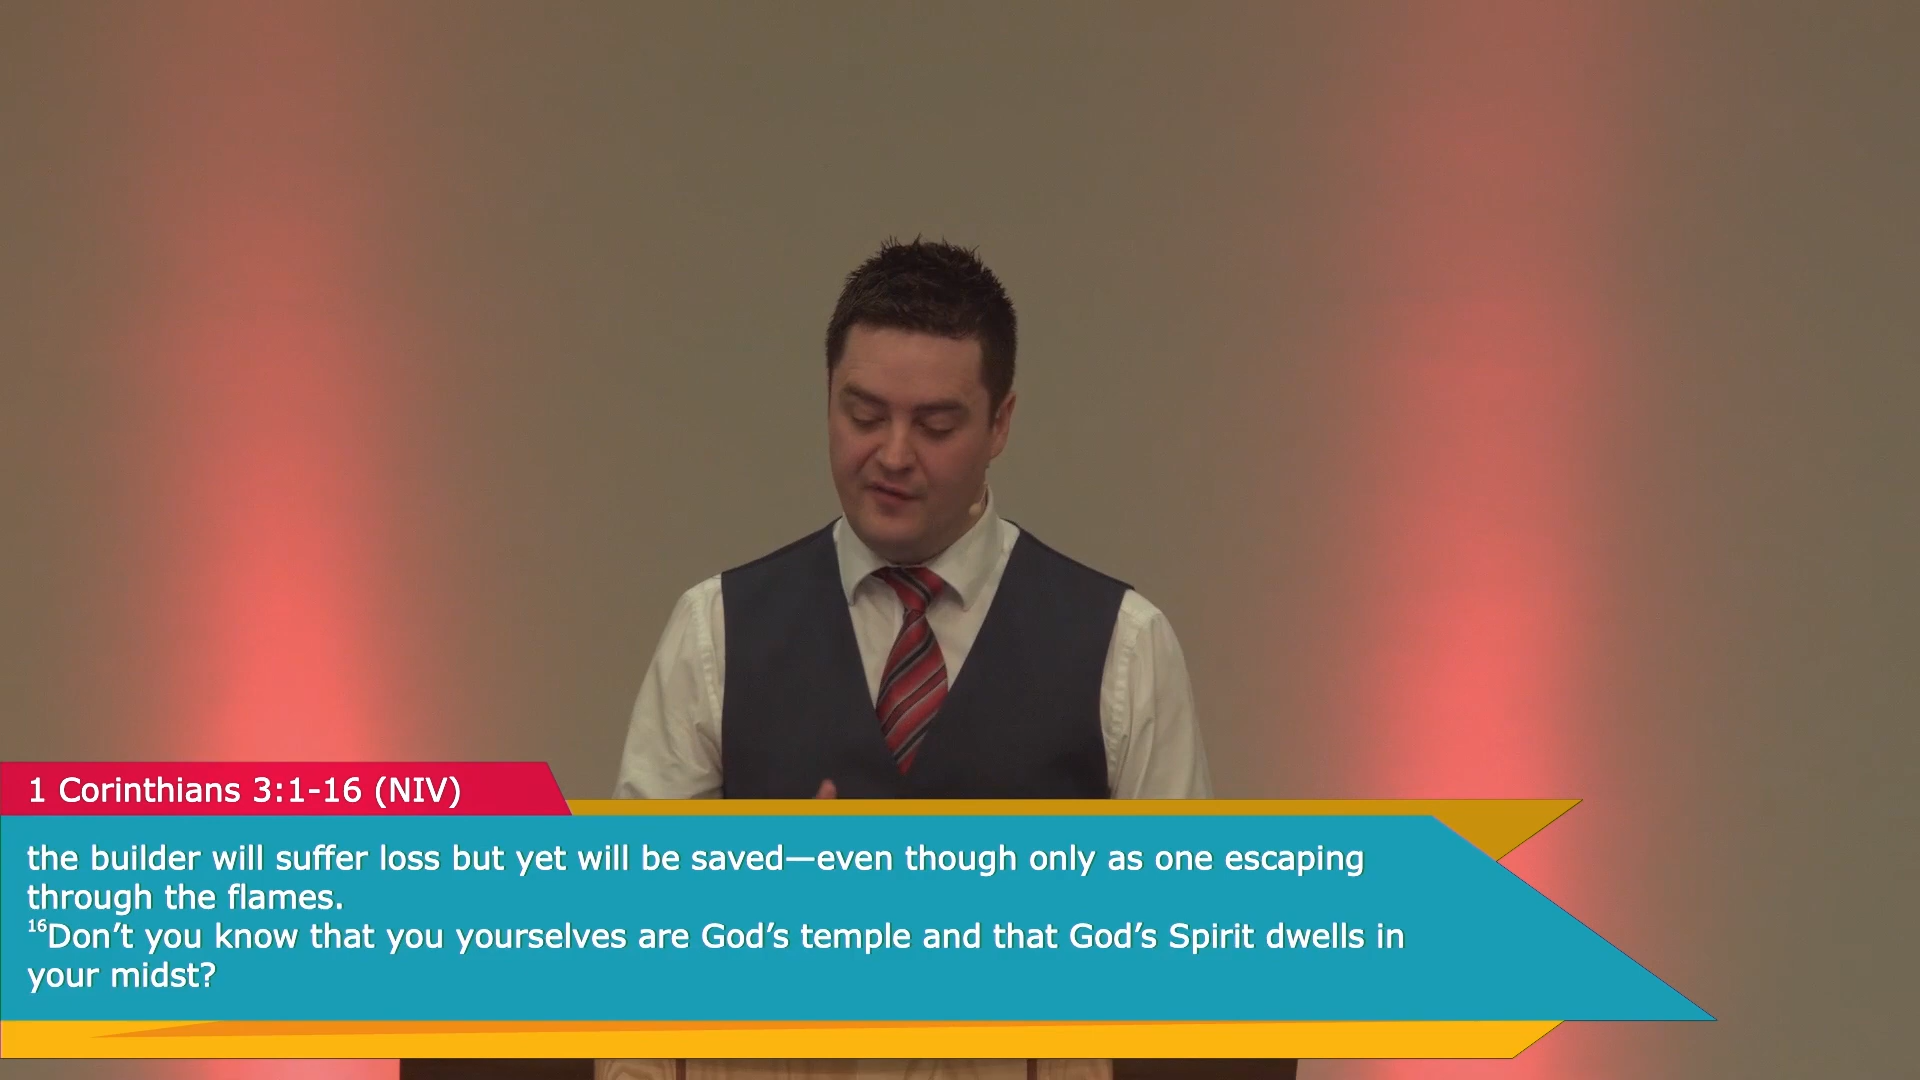 1 Corinthians 3:1-16 (NIV)
the builder will suffer loss but yet will be saved—even though only as one escaping
through the flames.
¹⁶Don’t you know that you yourselves are God’s temple and that God’s Spirit dwells in
your midst?